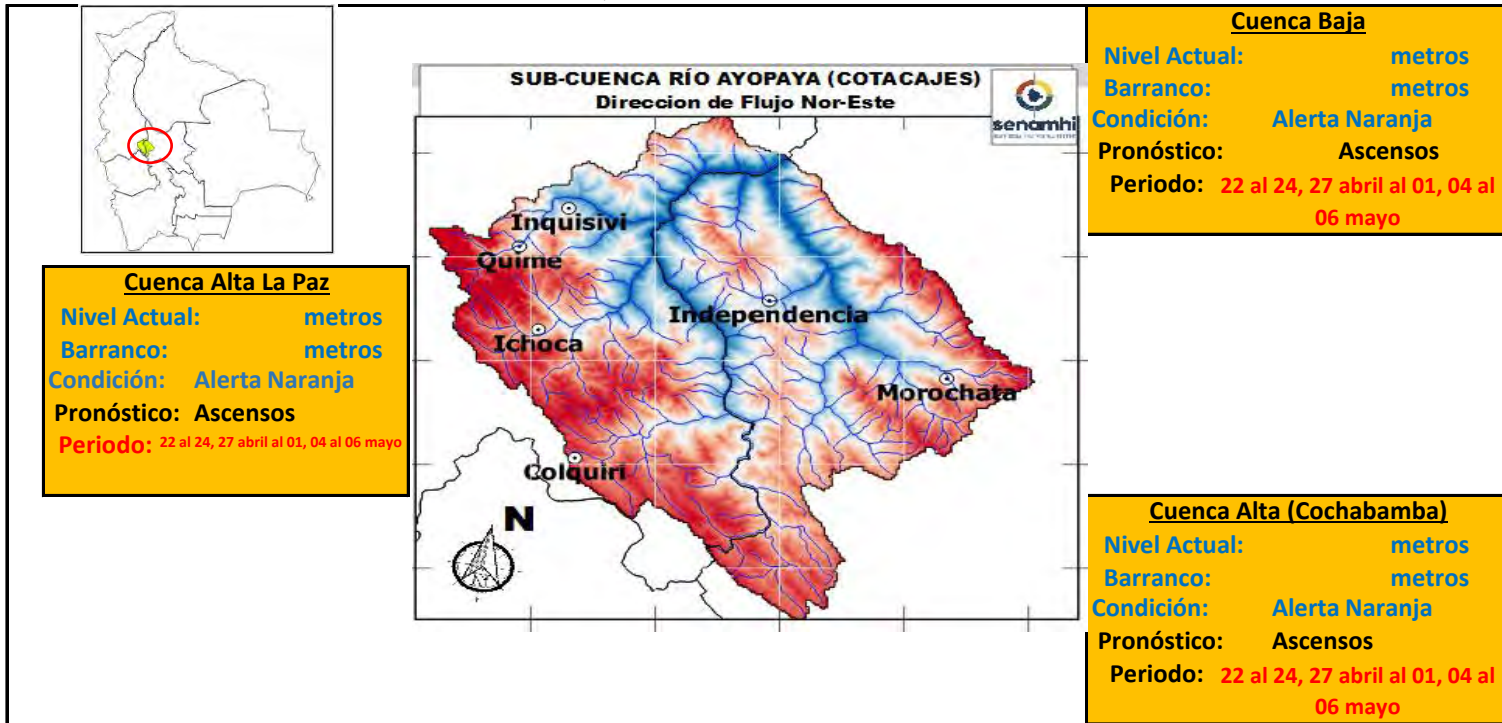 SUB-CUENCA RÍO AYOPAYA (COTACAJES)
Direccion de Flujo Nor-Este
senamhi
Inquisivi
Quime
Independencia
Ichoca
Morochata
Colquiri
N
Cuenca Alta La Paz
Nivel Actual: metros
Barranco: metros
Condición: Alerta Naranja
Pronóstico: Ascensos
Periodo: 22 al 24, 27 abril al 01, 04 al 06 mayo
Cuenca Baja
Nivel Actual: metros
Barranco: metros
Condición: Alerta Naranja
Pronóstico: Ascensos
Periodo: 22 al 24, 27 abril al 01, 04 al
06 mayo
Cuenca Alta (Cochabamba)
Nivel Actual: metros
Barranco: metros
Condición: Alerta Naranja
Pronóstico: Ascensos
Periodo: 22 al 24, 27 abril al 01, 04 al
06 mayo